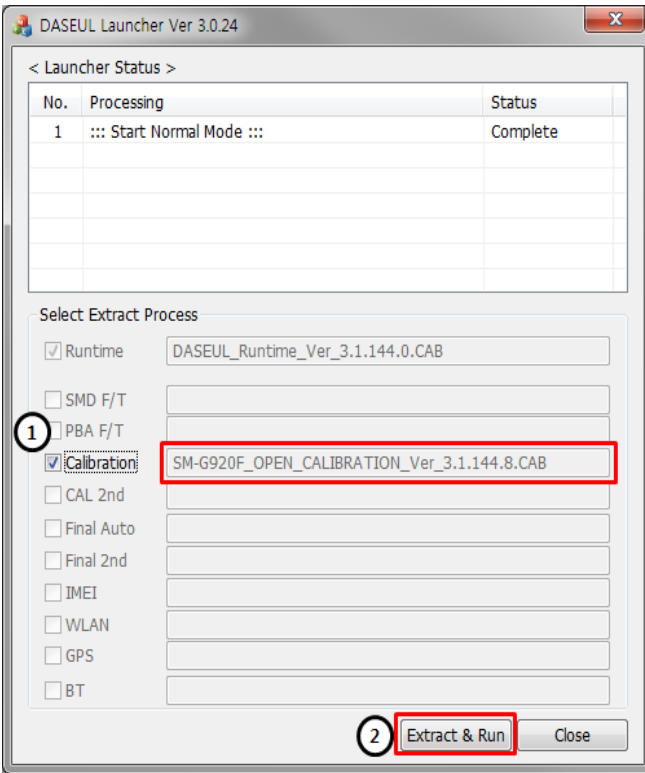 DASEUL Launcher Ver 3.0.24
< Launcher Status >
No. Processing Status
1 ::: Start Normal Mode ::: Complete
Select Extract Process
Runtime DASEUL_Runtime_Ver_3.1.144.0.CAB
SMD F/T
1 PBA F/T
Calibration SM-G920F_OPEN_CALIBRATION_Ver_3.1.144.8.CAB
CAL 2nd
Final Auto
Final 2nd
IMEI
WLAN
GPS
BT
2 Extract & Run Close